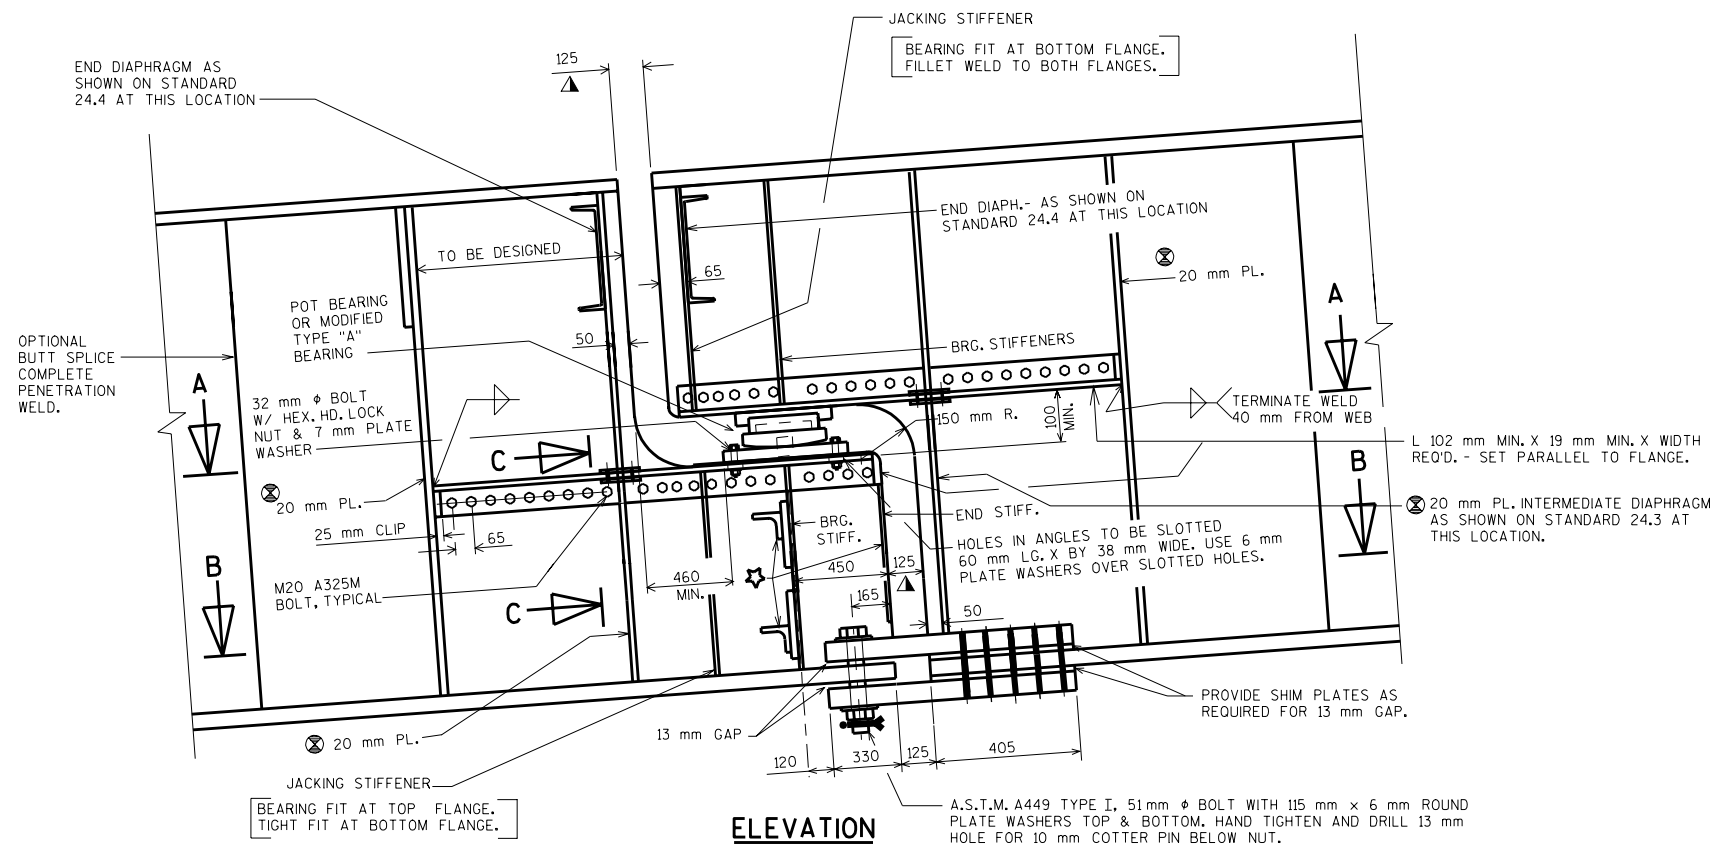 JACKING STIFFENER
BEARING FIT AT BOTTOM FLANGE.
FILLET WELD TO BOTH FLANGES.
125
END DIAPHRAGM AS
SHOWN ON STANDARD
24.4 AT THIS LOCATION
END DIAPH.- AS SHOWN ON
STANDARD 24.4 AT THIS LOCATION
TO BE DESIGNED
65
20 mm PL.
POT BEARING
OR MODIFIED
TYPE "A"
BEARING
50
A
OPTIONAL
BUTT SPLICE
COMPLETE
PENETRATION
WELD.
BRG. STIFFENERS
A
32 mm φ BOLT
W/ HEX. HD. LOCK
NUT & 7 mm PLATE
WASHER
100
MIN.
150 mm R.
TERMINATE WELD
40 mm FROM WEB
L 102 mm MIN. X 19 mm MIN. X WIDTH
REQ'D. - SET PARALLEL TO FLANGE.
C
B
20 mm PL.
20 mm PL. INTERMEDIATE DIAPHRAGM
AS SHOWN ON STANDARD 24.3 AT
THIS LOCATION.
25 mm CLIP
65
BRG.
STIFF.
END STIFF.
HOLES IN ANGLES TO BE SLOTTED
60 mm LG. X BY 38 mm WIDE. USE 6 mm
PLATE WASHERS OVER SLOTTED HOLES.
B
M20 A325M
BOLT, TYPICAL
460
MIN.
450
125
165
C
50
PROVIDE SHIM PLATES AS
REQUIRED FOR 13 mm GAP.
20 mm PL.
13 mm GAP
120
330
125
405
JACKING STIFFENER
BEARING FIT AT TOP FLANGE.
TIGHT FIT AT BOTTOM FLANGE.
A.S.T.M. A449 TYPE I, 51 mm φ BOLT WITH 115 mm x 6 mm ROUND
PLATE WASHERS TOP & BOTTOM. HAND TIGHTEN AND DRILL 13 mm
HOLE FOR 10 mm COTTER PIN BELOW NUT.
ELEVATION